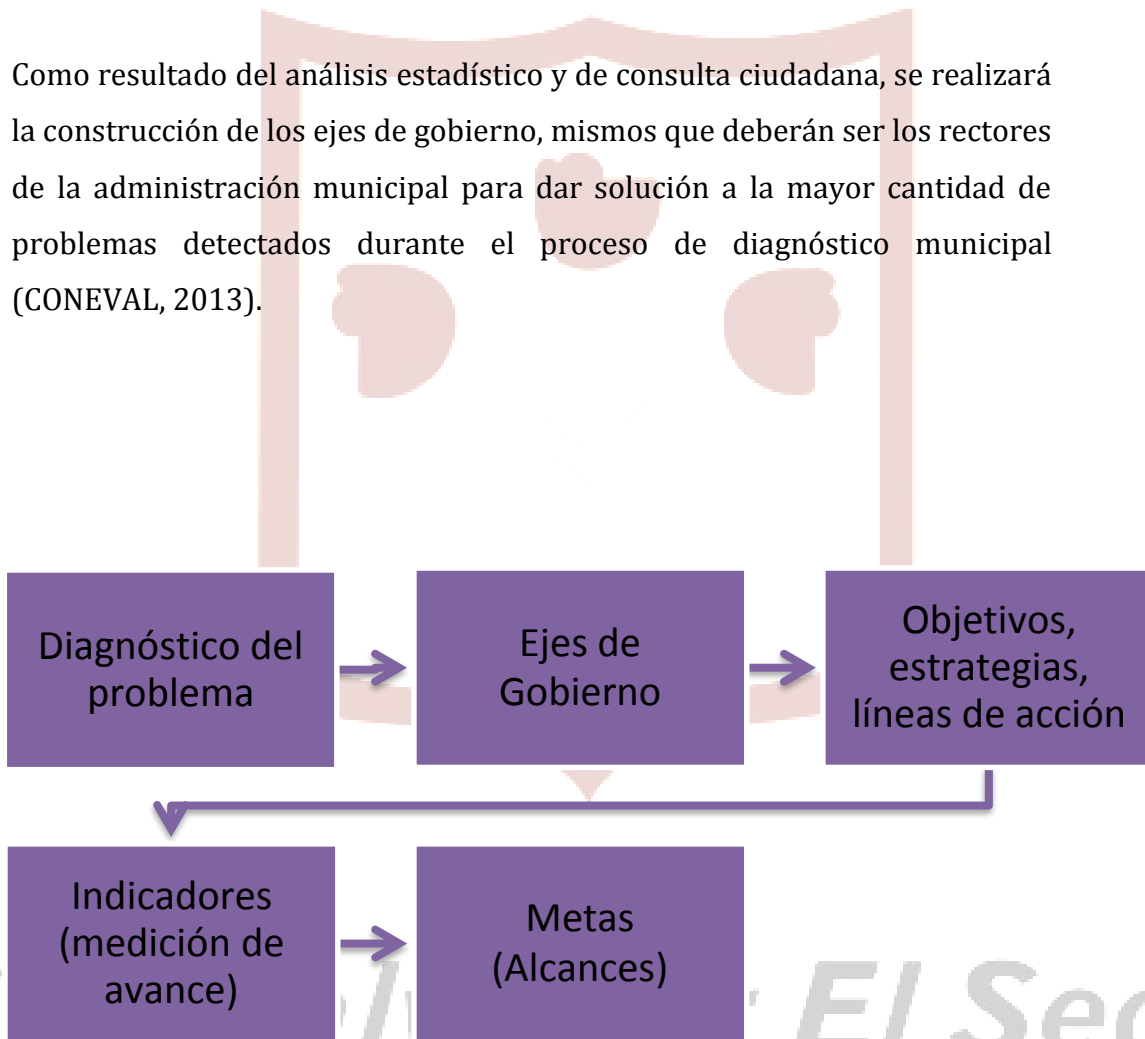 Como resultado del análisis estadístico y de consulta ciudadana, se realizará
la construcción de los ejes de gobierno, mismos que deberán ser los rectores
de la administración municipal para dar solución a la mayor cantidad de
problemas detectados durante el proceso de diagnóstico municipal
(CONEVAL, 2013).
Diagnóstico del
problema
Ejes de
Gobierno
Objetivos,
estrategias,
líneas de acción
Indicadores
(medición de
avance)
Metas
(Alcances)
El Sec